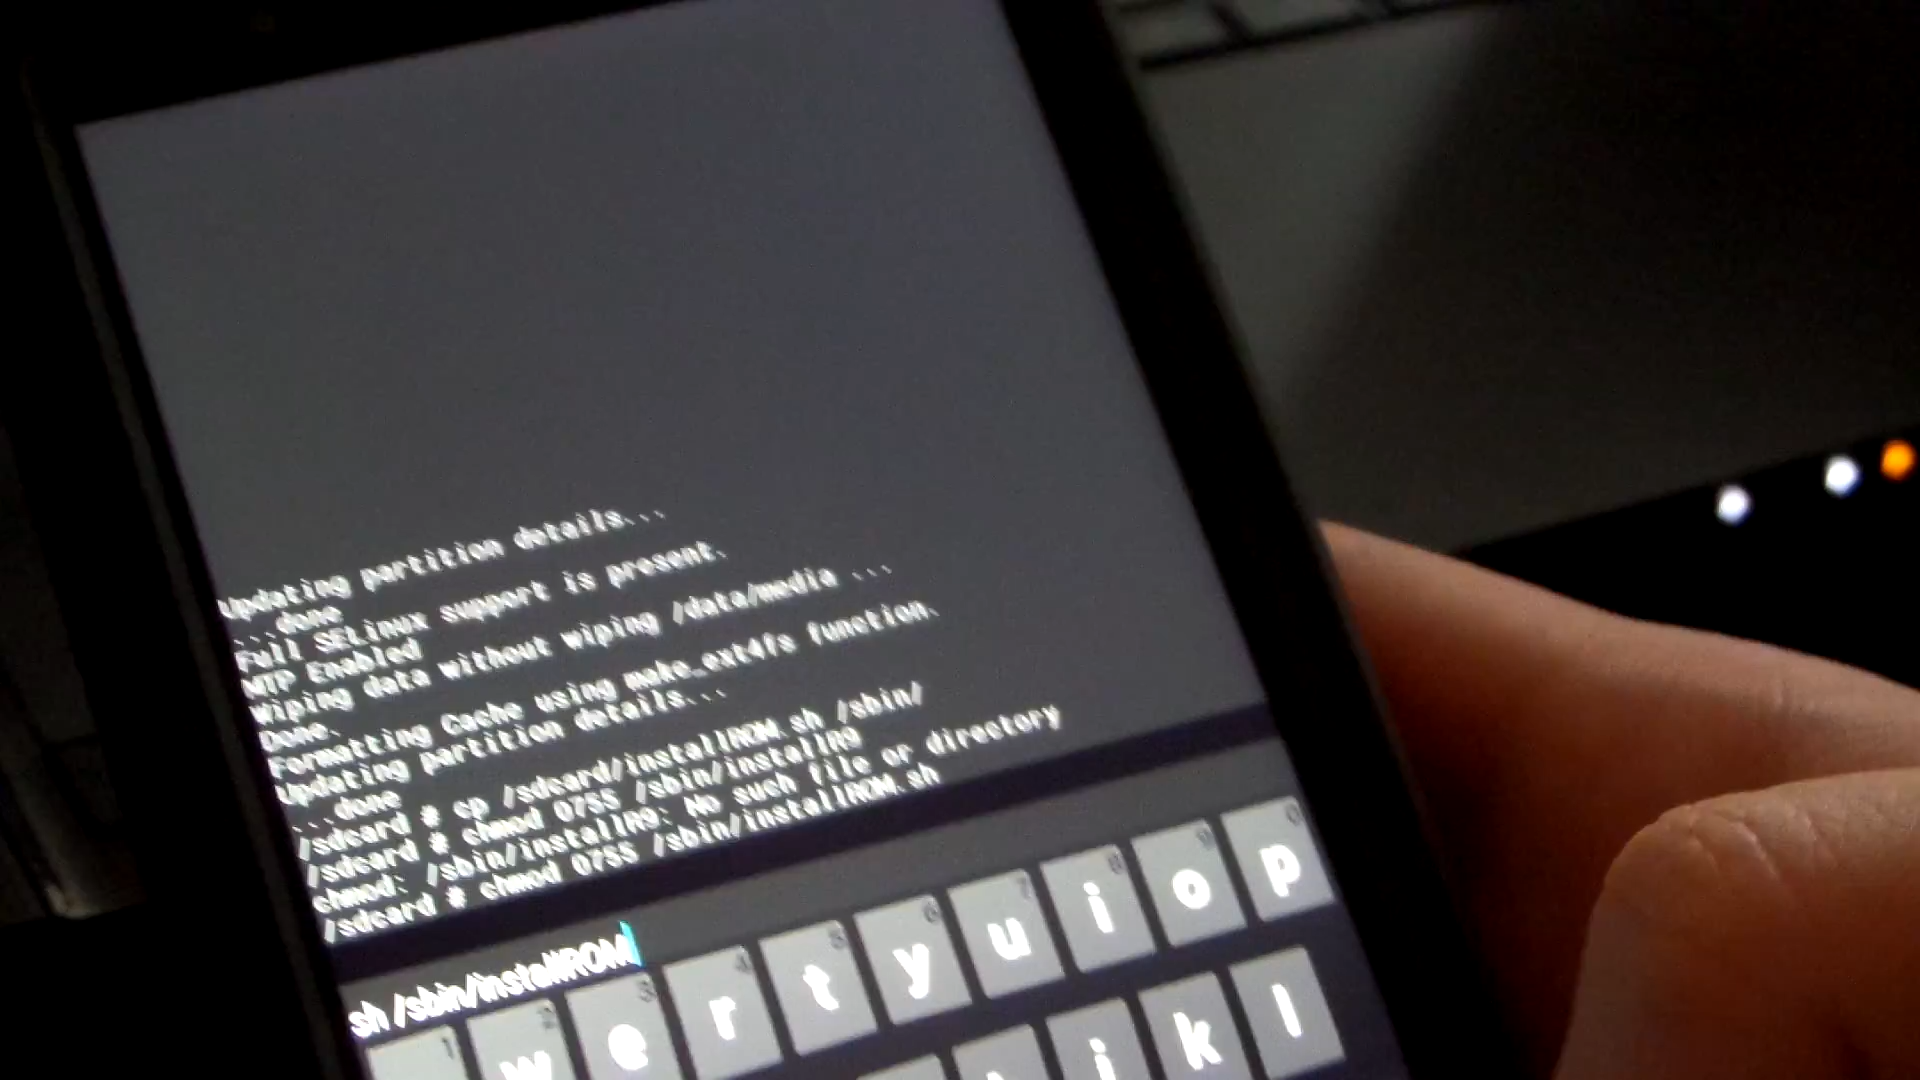 Updating partition details...
...done
Full SELinux support is present.
MTP Enabled
Wiping data without wiping /data/media ...
Done.
Formatting Cache using make_ext4fs function.
Updating partition details...
...done
/sdcard # cp /sdcard/installROM.sh /sbin/
/sdcard # chmod 0755 /sbin/installR9
chmod: /sbin/installR9: No such file or directory
/sdcard # chmod 0755 /sbin/installROM.sh
sh /sbin/installROM
1 2 3 4 5 6 7 8 9 0
w e r t y u i o p
j k l